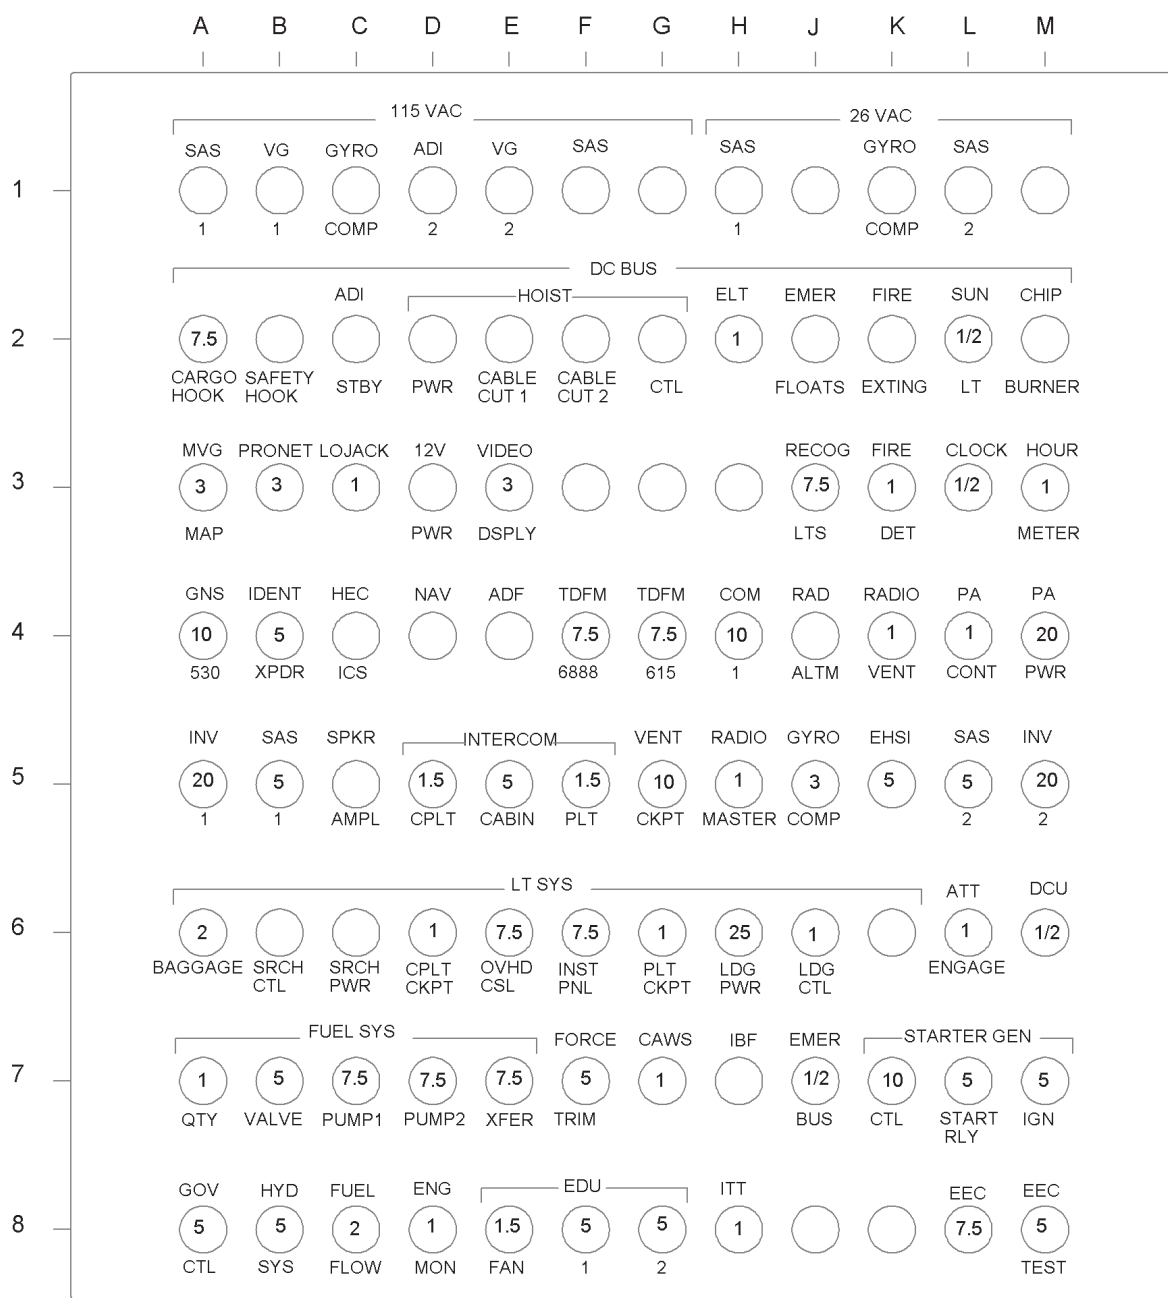 A B C D E F G H J K L M
115 VAC 26 VAC
SAS VG GYRO ADI VG SAS SAS GYRO SAS
1
1 1 COMP 2 2 1 COMP 2
DC BUS
ADI HOIST ELT EMER FIRE SUN CHIP
2 7.5 1 1/2
CARGO SAFETY STBY PWR CABLE CABLE CTL FLOATS EXTING LT BURNER
HOOK HOOK CUT 1 CUT 2
MVG PRONET LOJACK 12V VIDEO RECOG FIRE CLOCK HOUR
3 3 3 1 3 7.5 1 1/2 1
MAP PWR DSPLY LTS DET METER
GNS IDENT HEC NAV ADF TDFM TDFM COM RAD RADIO PA PA
4 10 5 7.5 7.5 10 1 1 20
530 XPDR ICS 6888 615 1 ALTM VENT CONT PWR
INV SAS SPKR INTERCOM VENT RADIO GYRO EHSI SAS INV
5 20 5 1.5 5 1.5 10 1 3 5 5 20
1 1 AMPL CPLT CABIN PLT CKPT MASTER COMP 2 2
LT SYS ATT DCU
6 2 1 7.5 7.5 1 25 1 1 1/2
BAGGAGE SRCH SRCH CPLT OVHD INST PLT LDG LDG ENGAGE
CTL PWR CKPT CSL PNL CKPT PWR CTL
FUEL SYS FORCE CAWS IBF EMER STARTER GEN
7 1 5 7.5 7.5 7.5 5 1 1/2 10 5 5
QTY VALVE PUMP1 PUMP2 XFER TRIM BUS CTL START IGN
RLY
GOV HYD FUEL ENG EDU ITT EEC EEC
8 5 5 2 1 1.5 5 5 1 7.5 5
CTL SYS FLOW MON FAN 1 2 TEST